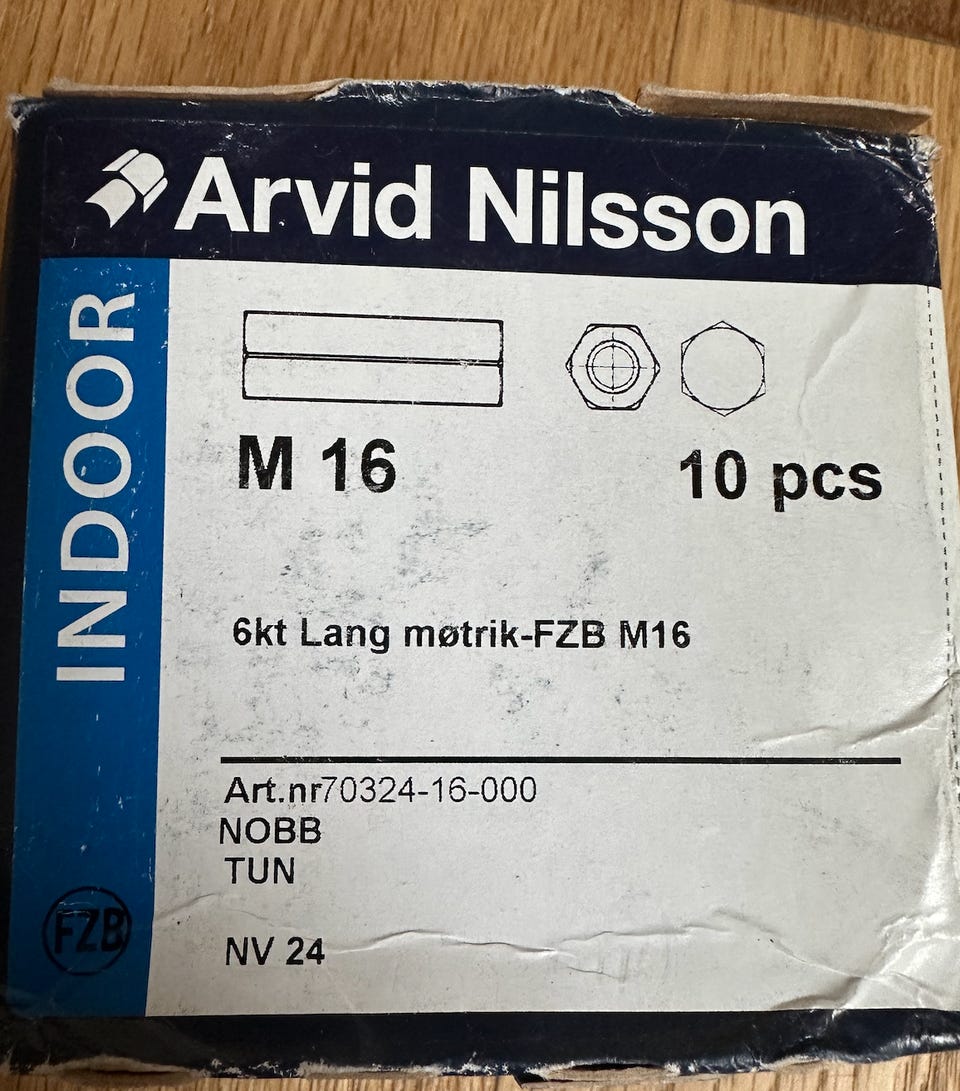 Arvid Nilsson
INDOOR
M 16
10 pcs
6kt Lang møtrik-FZB M16
Art.nr70324-16-000
NOBB
TUN
NV 24
FZB